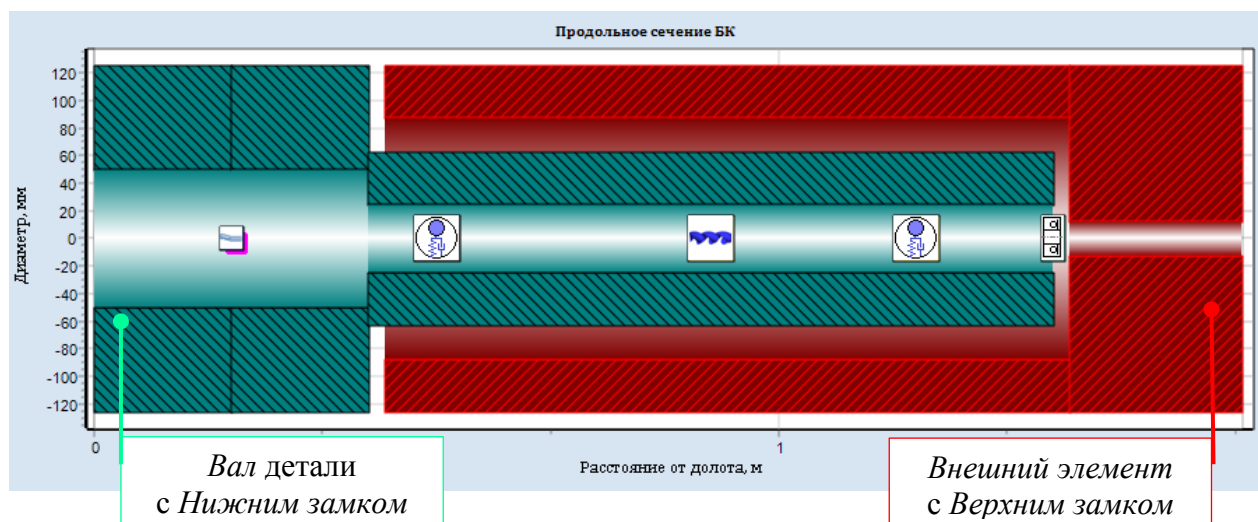 Продольное сечение БК
Диаметр, мм
120
100
80
60
40
20
0
-20
-40
-60
-80
-100
-120
0
1
Расстояние от долота, м
Вал детали
с Нижним замком
Внешний элемент
с Верхним замком